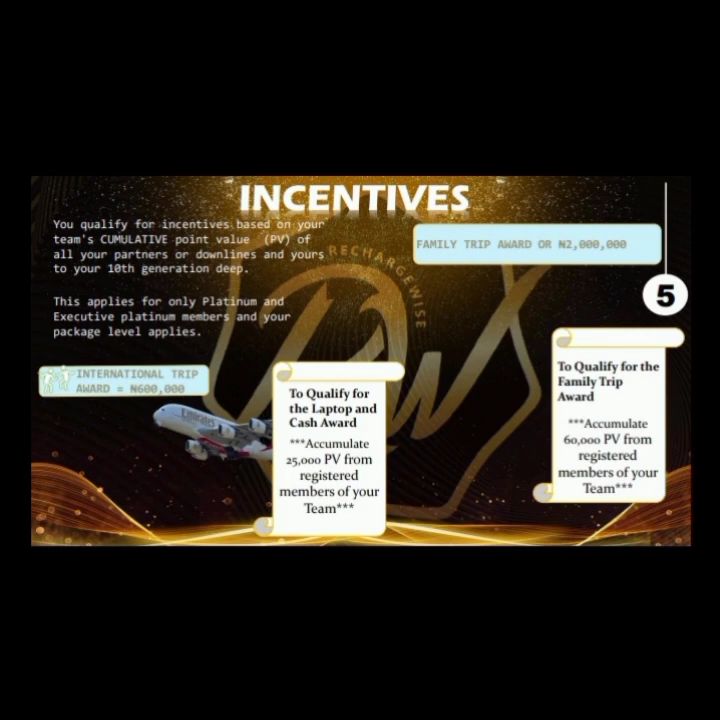 INCENTIVES
You qualify for incentives based on your
team's CUMULATIVE point value (PV) of
all your partners or downlines and yours
to your 10th generation deep.
This applies for only Platinum and
Executive platinum members and your
package level applies.
INTERNATIONAL TRIP
AWARD = ₦600,000
Emirates
To Qualify for
the Laptop and
Cash Award
***Accumulate
25,000 PV from
registered
members of your
Team***
RECHARGEWISE
RW
FAMILY TRIP AWARD OR ₦2,000,000
5
To Qualify for the
Family Trip
Award
***Accumulate
60,000 PV from
registered
members of your
Team***